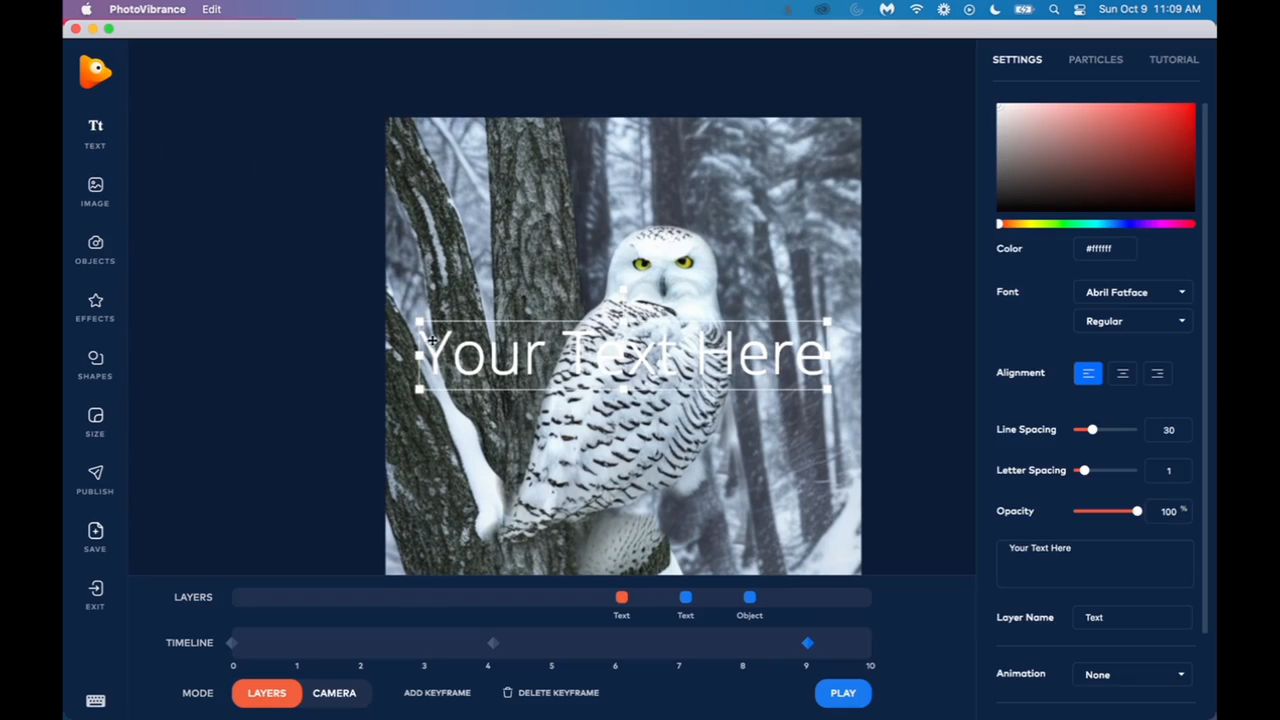 PhotoVibrance Edit Sun Oct 9 11:09 AM
SETTINGS PARTICLES TUTORIAL
Tt
TEXT
IMAGE
OBJECTS
EFFECTS
SHAPES
SIZE
PUBLISH
SAVE
EXIT
Your Text Here
Color #ffffff
Font Abril Fatface
Regular
Alignment
Line Spacing 30
Letter Spacing 1
Opacity 100 %
Your Text Here
Layer Name Text
Animation None
LAYERS
Text Text Object
TIMELINE
0 1 2 3 4 5 6 7 8 9 10
MODE LAYERS CAMERA ADD KEYFRAME DELETE KEYFRAME PLAY